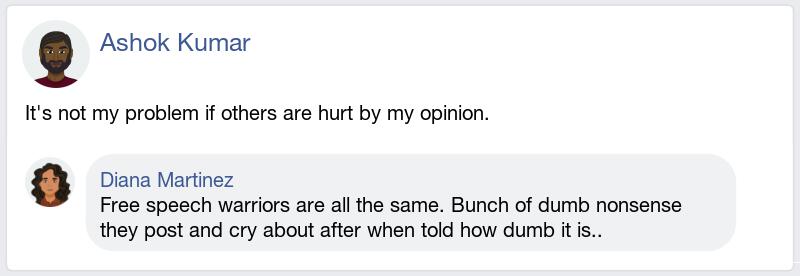 Ashok Kumar
It's not my problem if others are hurt by my opinion.
Diana Martinez
Free speech warriors are all the same. Bunch of dumb nonsense
they post and cry about after when told how dumb it is..